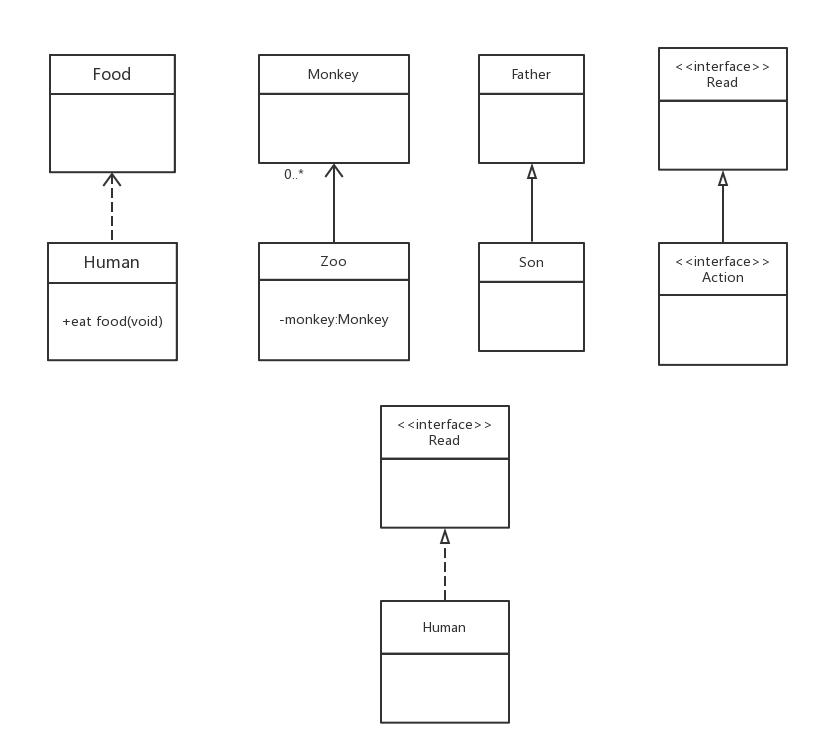 Food
Monkey
Father
<<interface>>
Read
0..*
Human
+eat food(void)
Zoo
-monkey:Monkey
Son
<<interface>>
Action
<<interface>>
Read
Human